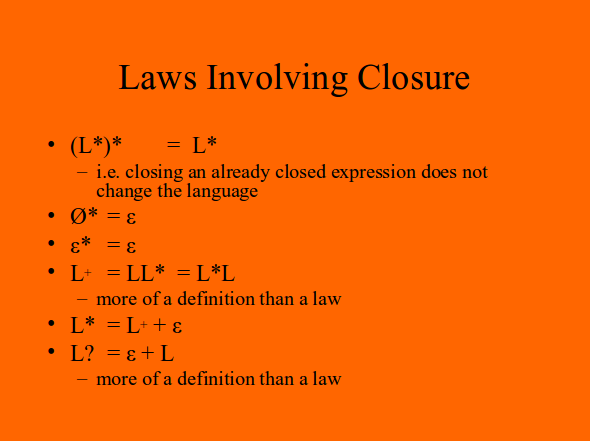 Laws Involving Closure
• (L*)* = L*
– i.e. closing an already closed expression does not
change the language
• Ø* = ε
• ε* = ε
• L+ = LL* = L*L
– more of a definition than a law
• L* = L+ + ε
• L? = ε + L
– more of a definition than a law